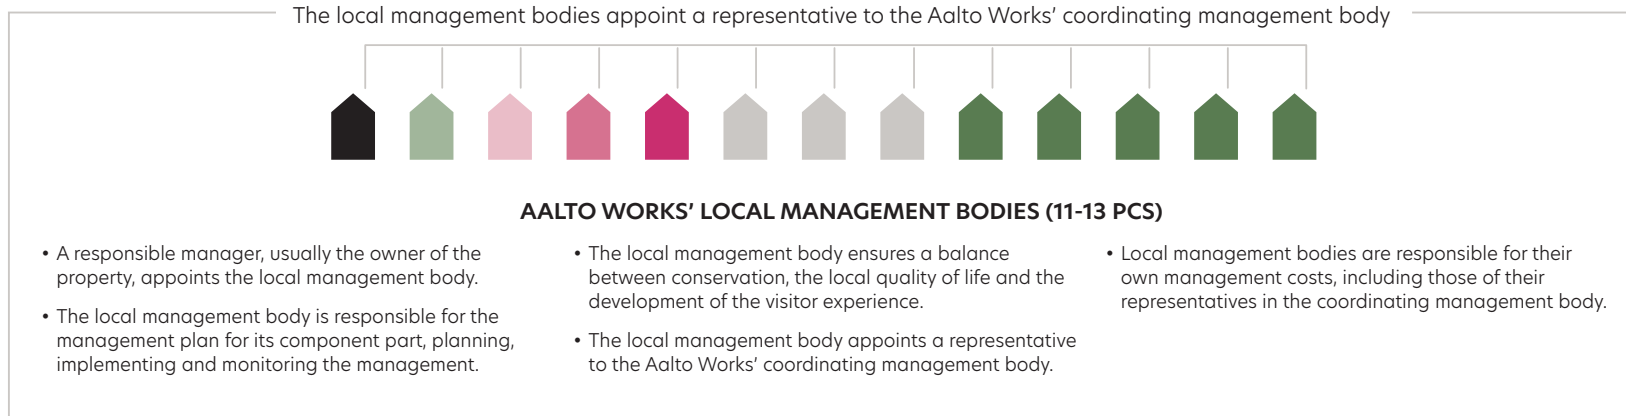 The local management bodies appoint a representative to the Aalto Works' coordinating management body
AALTO WORKS' LOCAL MANAGEMENT BODIES (11-13 PCS)
• A responsible manager, usually the owner of the
property, appoints the local management body.
• The local management body is responsible for the
management plan for its component part, planning,
implementing and monitoring the management.
• The local management body ensures a balance
between conservation, the local quality of life and the
development of the visitor experience.
• The local management body appoints a representative
to the Aalto Works' coordinating management body.
• Local management bodies are responsible for their
own management costs, including those of their
representatives in the coordinating management body.